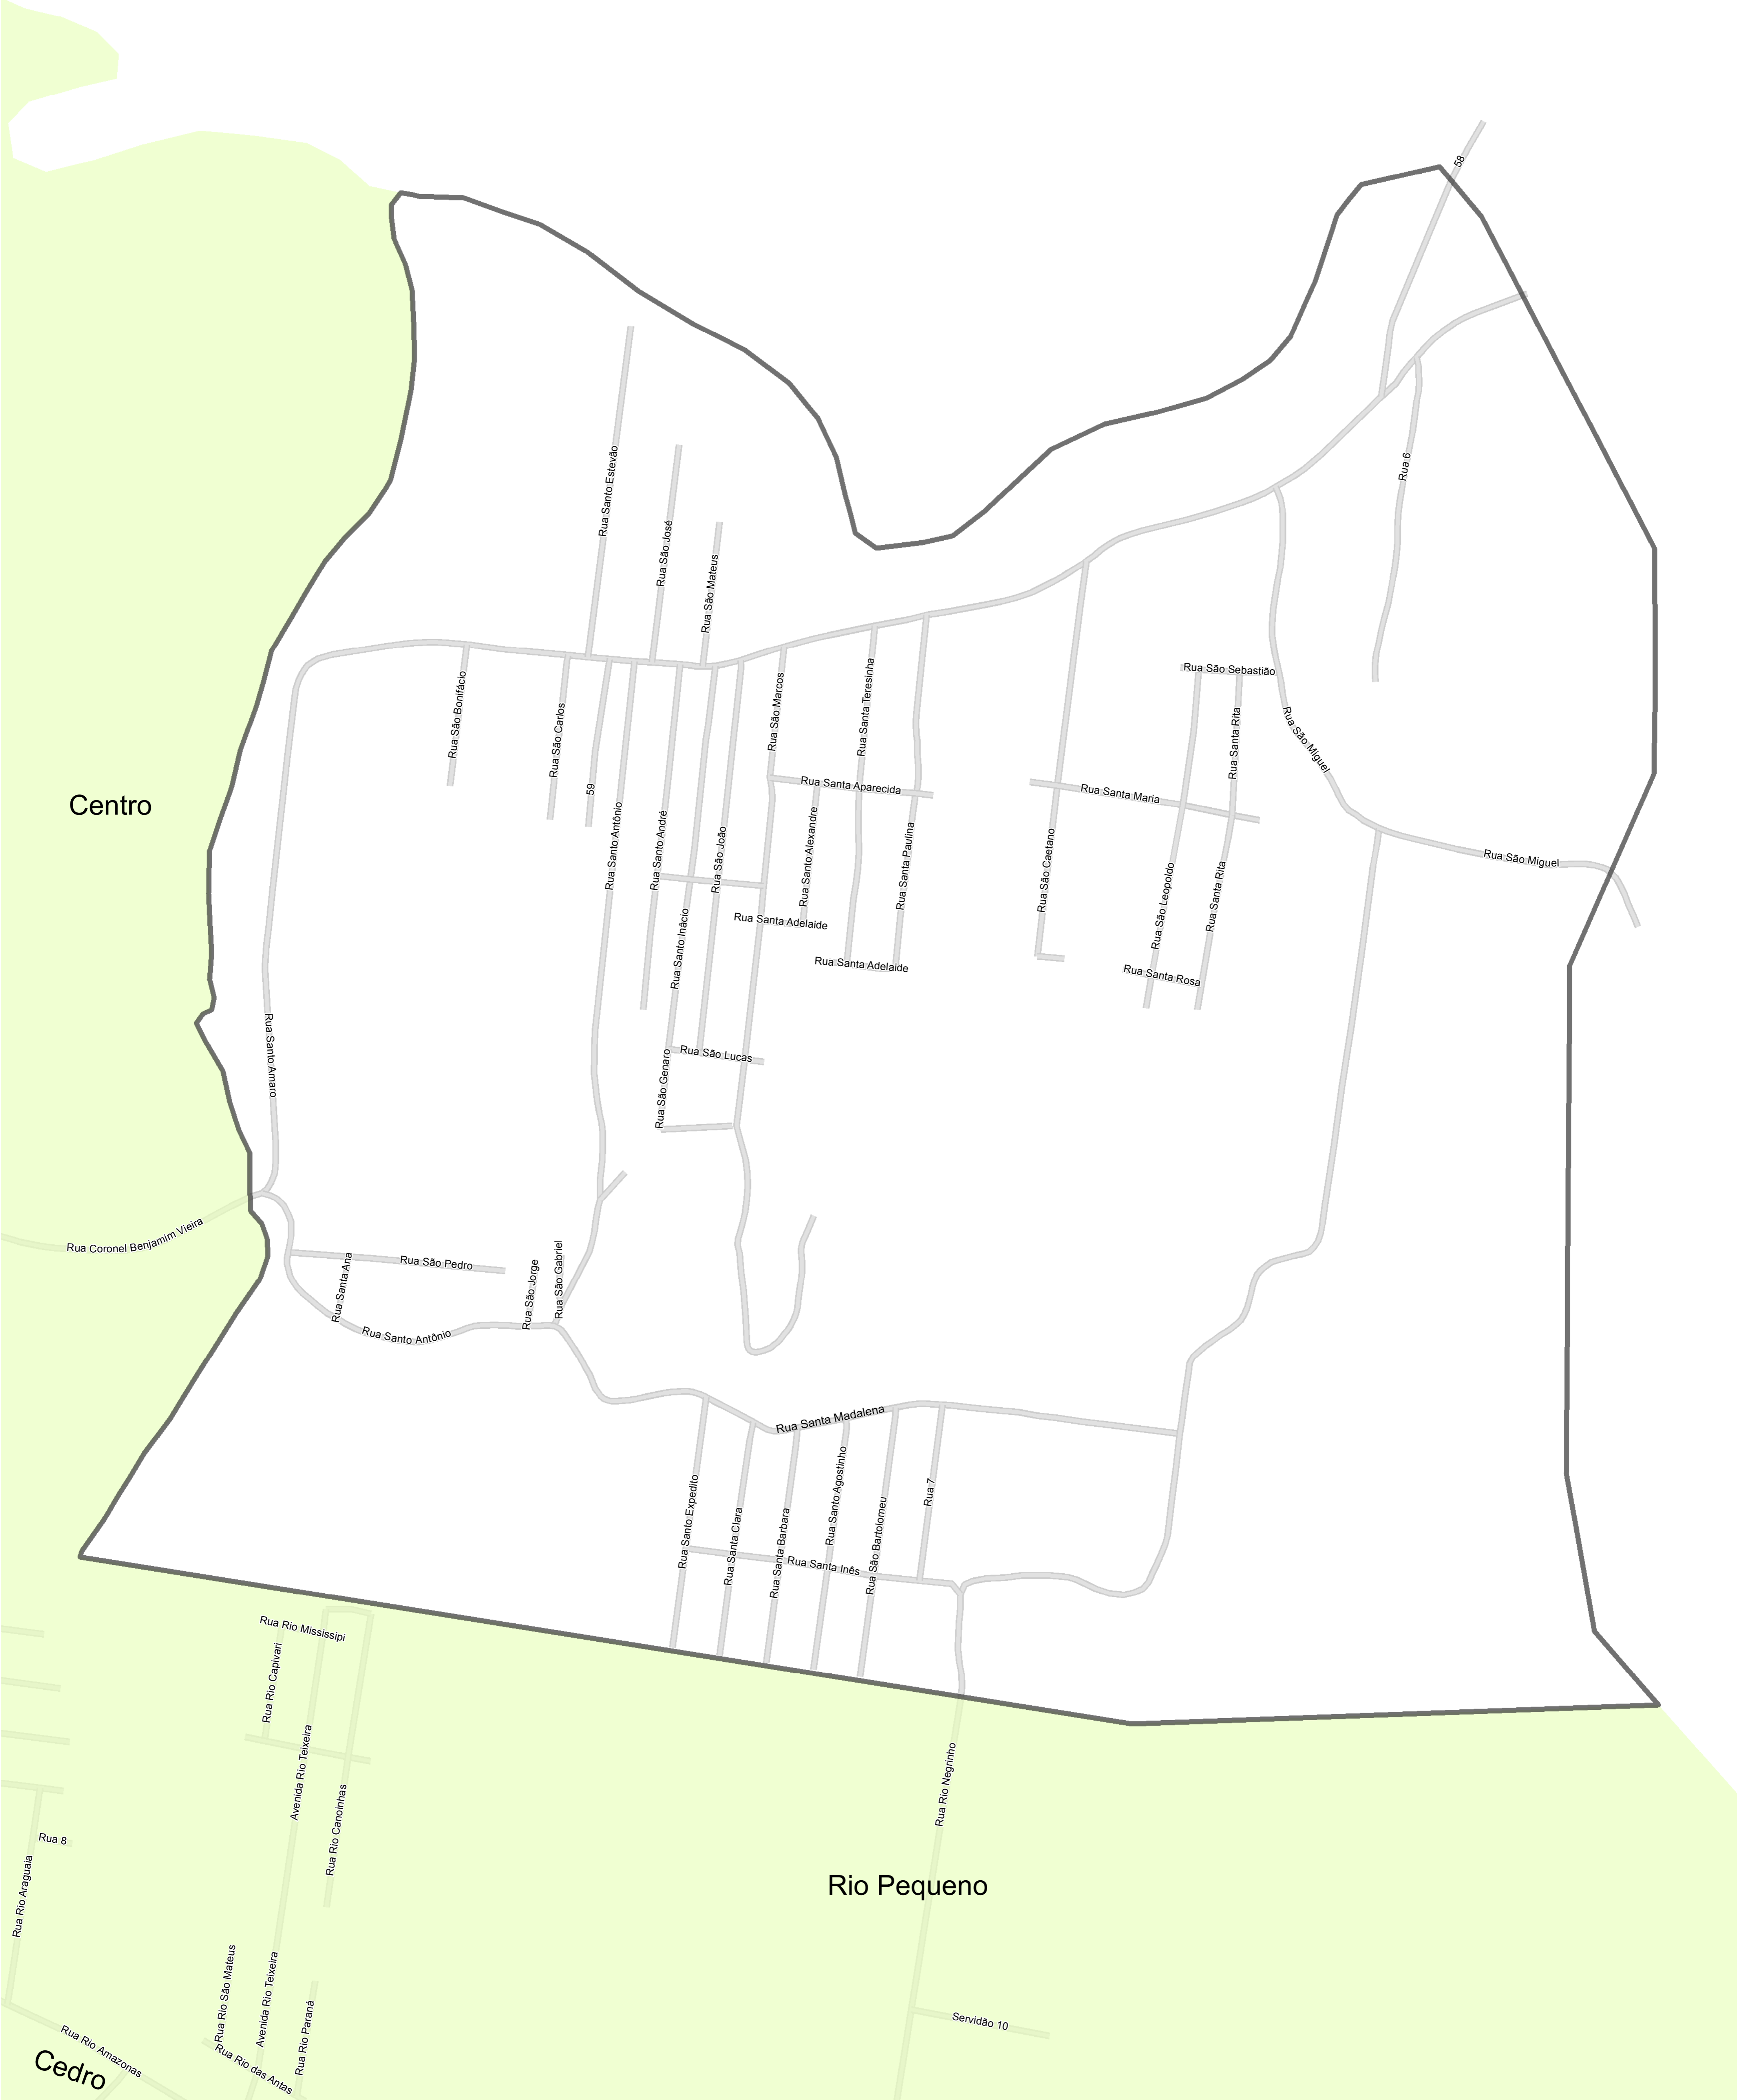 58
Rua 6
Rua Santo Estevão
Rua São José
Rua São Mateus
Rua São Bonifácio
Rua São Carlos
59
Rua Santo Antônio
Rua Santo André
Rua Santo Inácio
Rua São João
Rua São Marcos
Rua Santa Teresinha
Rua Santa Aparecida
Rua Santo Alexandre
Rua Santa Paulina
Rua Santa Adelaide
Rua Santa Adelaide
Rua São Sebastião
Rua Santa Rita
Rua São Miguel
Rua Santa Maria
Rua São Caetano
Rua São Leopoldo
Rua Santa Rita
Rua Santa Rosa
Rua São Miguel
Centro
Rua Santo Amaro
Rua São Lucas
Rua São Genaro
Rua Coronel Benjamim Vieira
Rua São Pedro
Rua Santa Ana
Rua São Jorge
Rua São Gabriel
Rua Santo Antônio
Rua Santa Madalena
Rua Santo Expedito
Rua Santa Clara
Rua Santa Barbara
Rua Santo Agostinho
Rua São Bartolomeu
Rua 7
Rua Santa Inês
Rua Rio Mississipi
Rua Rio Capivari
Avenida Rio Teixeira
Rua Rio Canoinhas
Rua Rio Negrinho
Rua 8
Rua Rio Araguaia
Rio Pequeno
Rua Rio São Mateus
Avenida Rio Teixeira
Rua Rio Paraná
Servidão 10
Rua Rio Amazonas
Rua Rio das Antas
Cedro